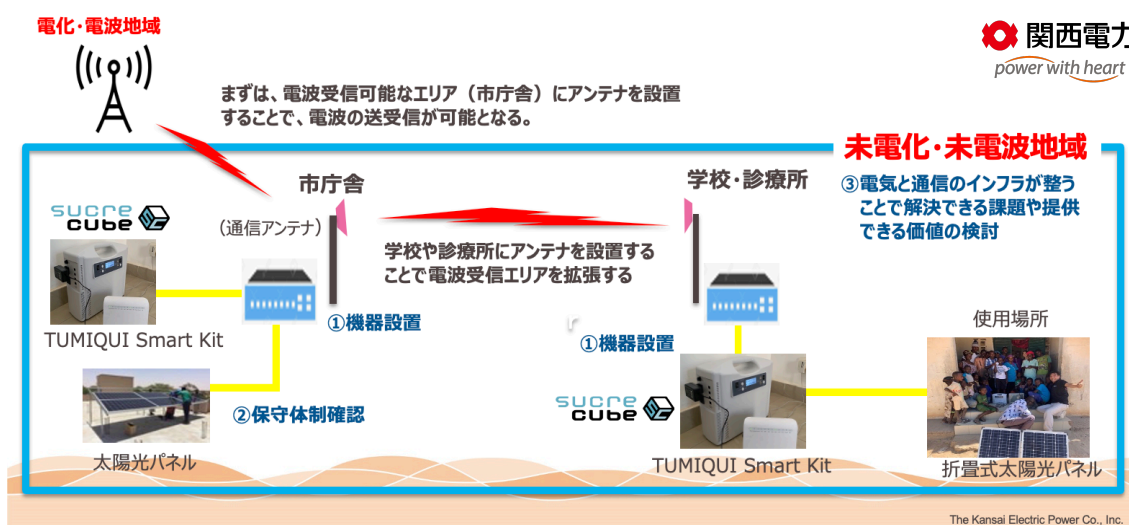 電化・電波地域
関西電力
power with heart
まずは、電波受信可能なエリア（市庁舎）にアンテナを設置
することで、電波の送受信が可能となる。
未電化・未電波地域
市庁舎
学校・診療所
③電気と通信のインフラが整う
ことで解決できる課題や提供
できる価値の検討
sucre
cube
（通信アンテナ）
学校や診療所にアンテナを設置する
ことで電波受信エリアを拡張する
①機器設置
r
使用場所
TUMIQUI Smart Kit
①機器設置
sucre
cube
②保守体制確認
太陽光パネル
TUMIQUI Smart Kit
折畳式太陽光パネル
The Kansai Electric Power Co., Inc.